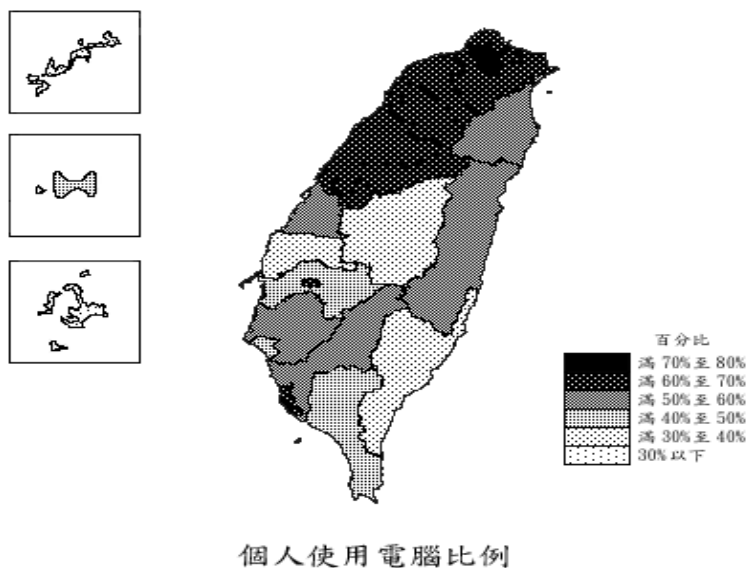 百分比
滿 70%至 80%
滿 60%至 70%
滿 50%至 60%
滿 40%至 50%
滿 30%至 40%
30%以下
個人使用電腦比例